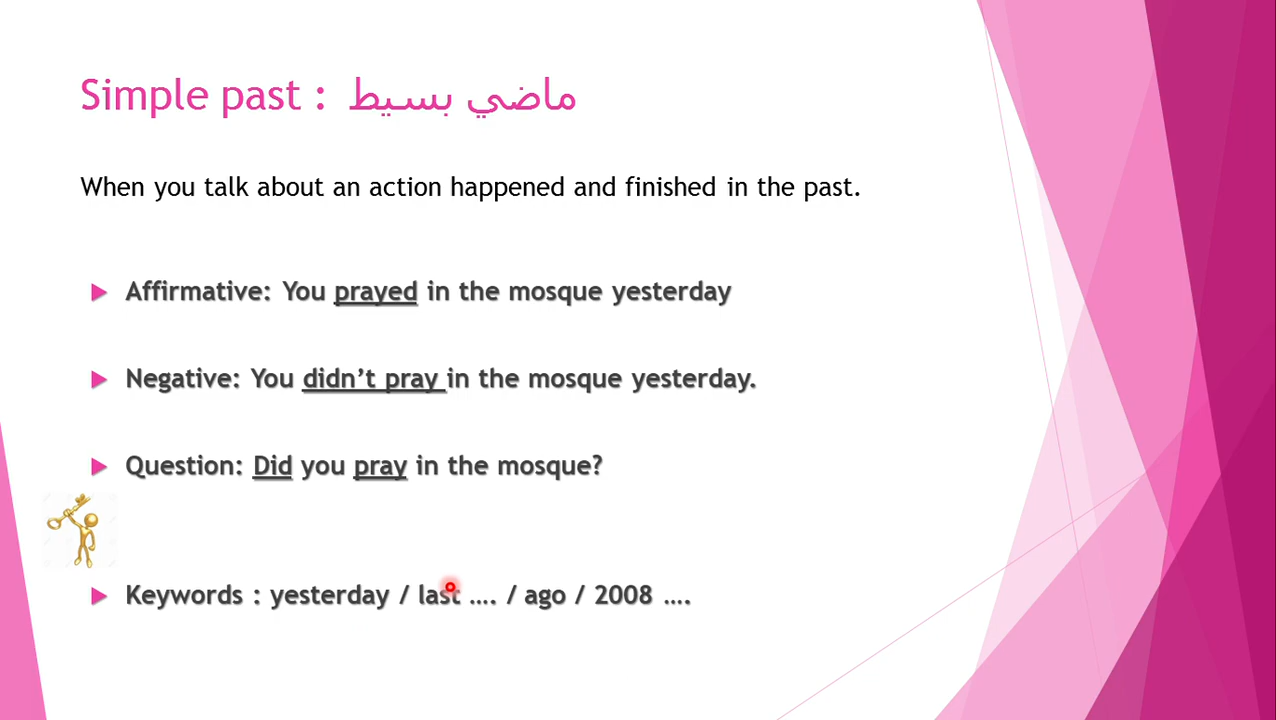 Simple past : ماضي بسيط
When you talk about an action happened and finished in the past.
Affirmative: You prayed in the mosque yesterday
Negative: You didn’t pray in the mosque yesterday.
Question: Did you pray in the mosque?
Keywords : yesterday / last …. / ago / 2008 ….